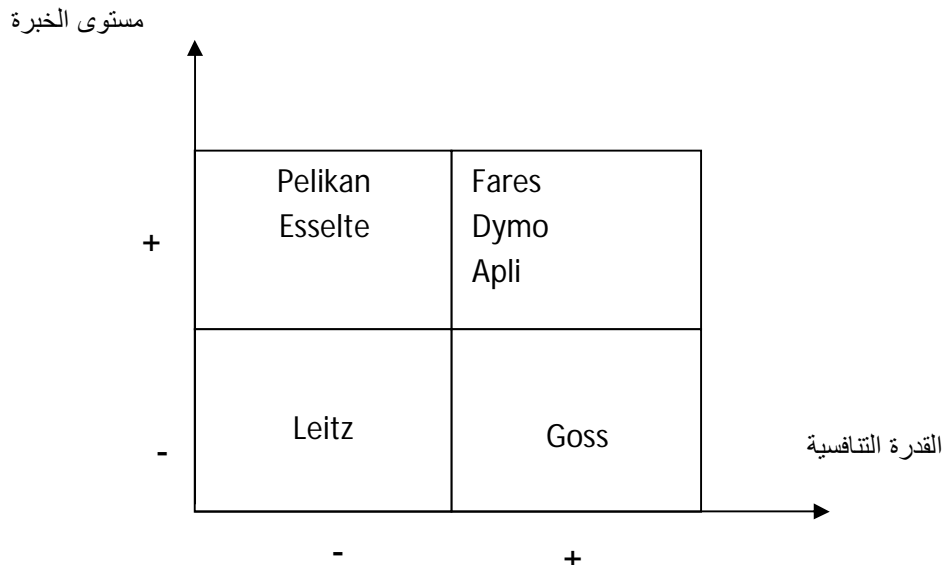 مستوى الخبرة
Pelikan
Esselte
Fares
Dymo
Apli
+
Leitz
Goss
-
القدرة التنافسية
-
+